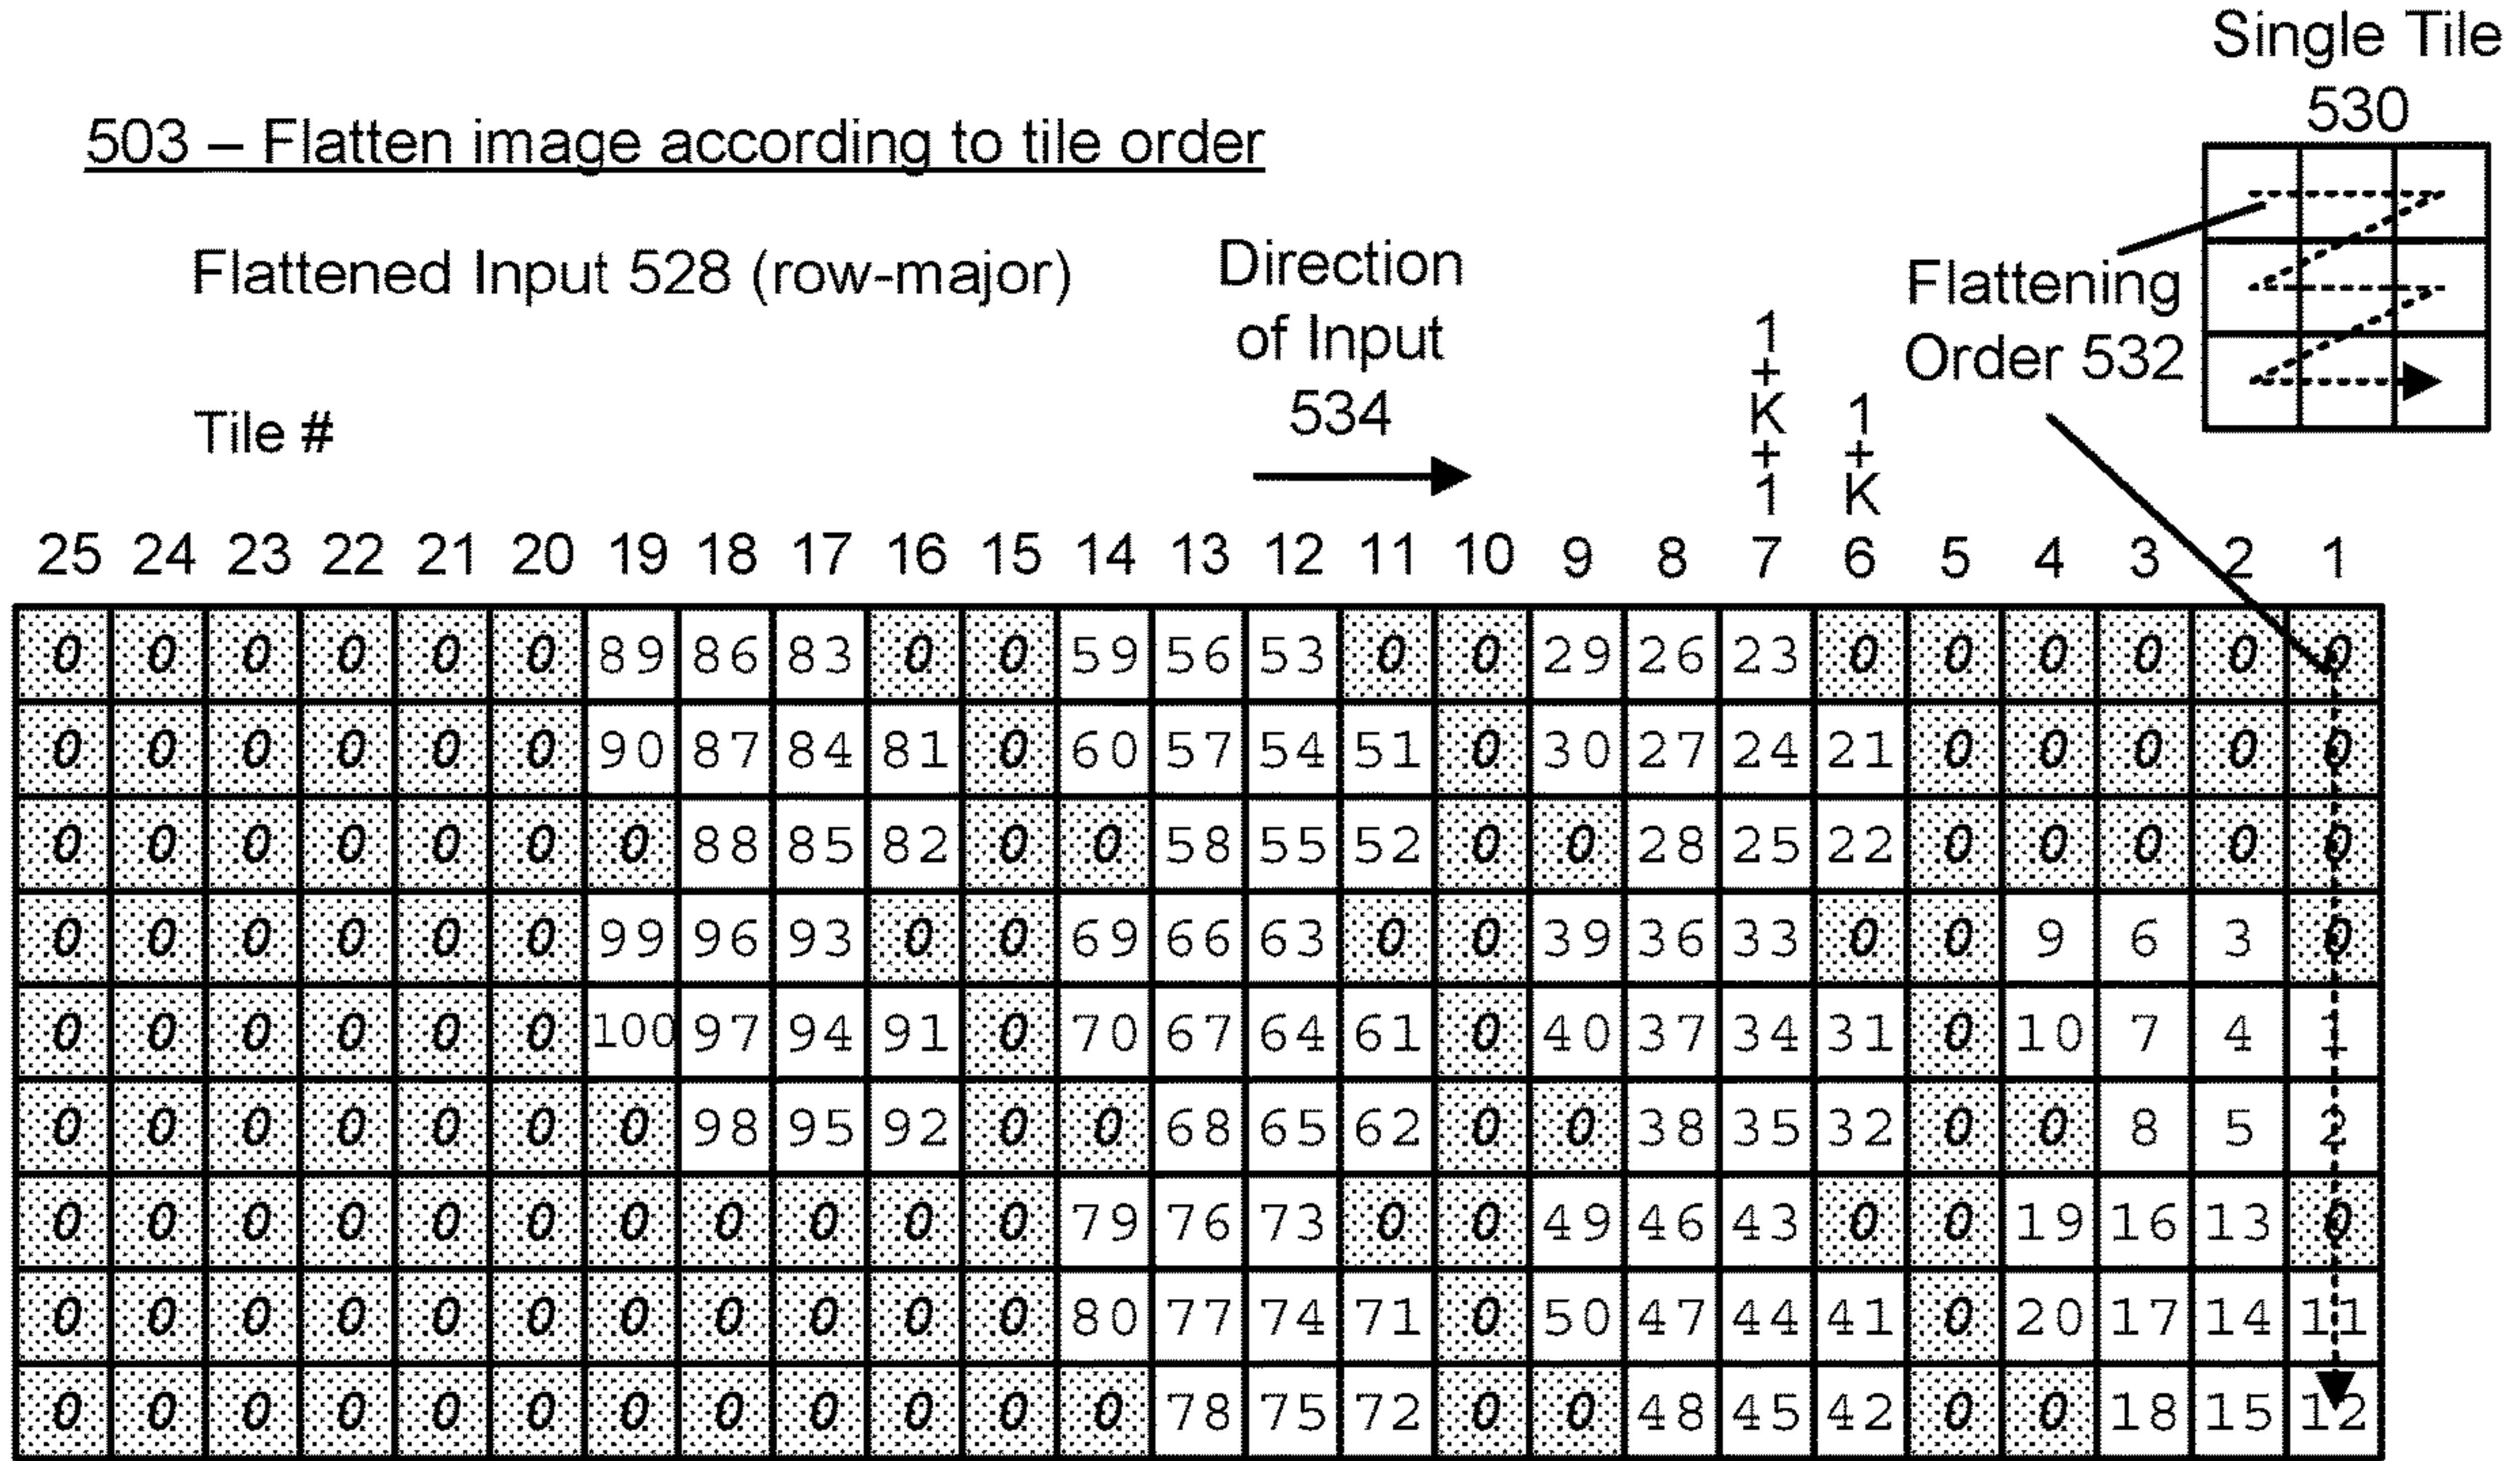 Single Tile
530
503 – Flatten image according to tile order
Flattened Input 528 (row-major)
Direction
of Input
534
Flattening
Order 532
Tile #
1
+
K
+
1
1
+
K
25 24 23 22 21 20 19 18 17 16 15 14 13 12 11 10 9 8 7 6 5 4 3 2 1
0 0 0 0 0 0 89 86 83 0 0 59 56 53 0 0 29 26 23 0 0 0 0 0 0
0 0 0 0 0 0 90 87 84 81 0 60 57 54 51 0 30 27 24 21 0 0 0 0 0
0 0 0 0 0 0 0 88 85 82 0 0 58 55 52 0 0 28 25 22 0 0 0 0 0
0 0 0 0 0 0 99 96 93 0 0 69 66 63 0 0 39 36 33 0 0 9 6 3 0
0 0 0 0 0 0 100 97 94 91 0 70 67 64 61 0 40 37 34 31 0 10 7 4 1
0 0 0 0 0 0 0 98 95 92 0 0 68 65 62 0 0 38 35 32 0 0 8 5 2
0 0 0 0 0 0 0 0 0 0 0 79 76 73 0 0 49 46 43 0 0 19 16 13 0
0 0 0 0 0 0 0 0 0 0 0 80 77 74 71 0 50 47 44 41 0 20 17 14 11
0 0 0 0 0 0 0 0 0 0 0 0 78 75 72 0 0 48 45 42 0 0 18 15 12